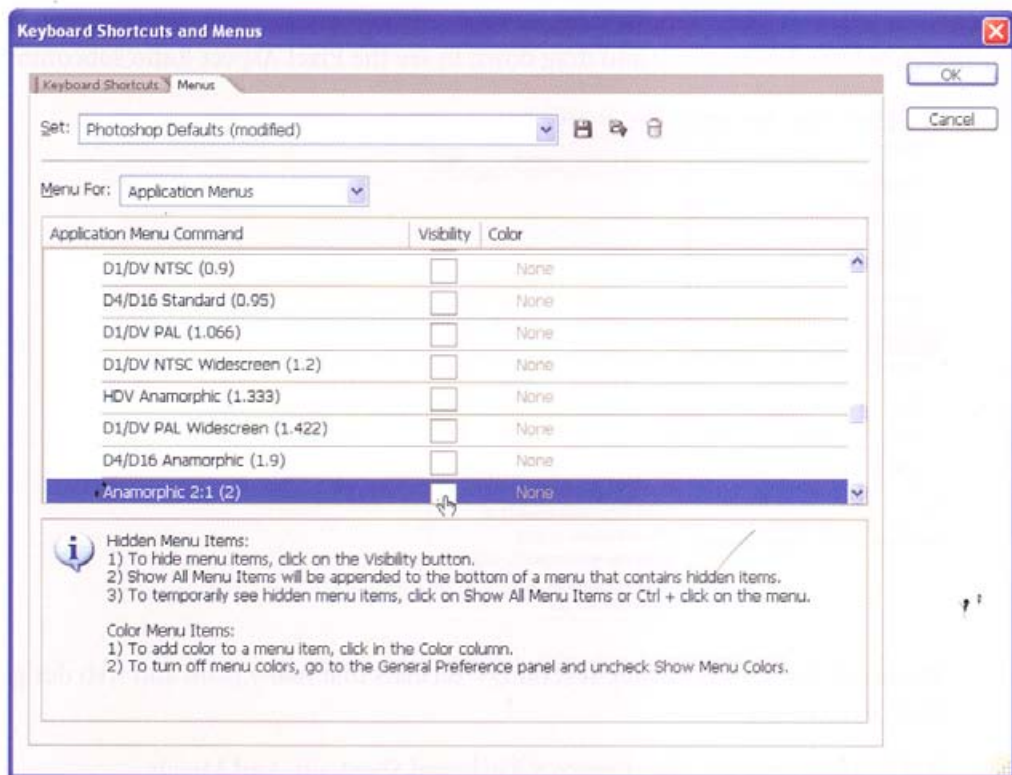 Keyboard Shortcuts and Menus
OK
Keyboard Shortcuts Menus
Set: Photoshop Defaults (modified)
Cancel
Menu For: Application Menus
Application Menu Command Visibility Color
D1/DV NTSC (0.9) None
D4/D16 Standard (0.95) None
D1/DV PAL (1.066) None
D1/DV NTSC Widescreen (1.2) None
HDV Anamorphic (1.333) None
D1/DV PAL Widescreen (1.422) None
D4/D16 Anamorphic (1.9) None
Anamorphic 2:1 (2) None
Hidden Menu Items:
1) To hide menu items, click on the Visibility button.
2) Show All Menu Items will be appended to the bottom of a menu that contains hidden items.
3) To temporarily see hidden menu items, click on Show All Menu Items or Ctrl + click on the menu.
Color Menu Items:
1) To add color to a menu item, click in the Color column.
2) To turn off menu colors, go to the General Preference panel and uncheck Show Menu Colors.